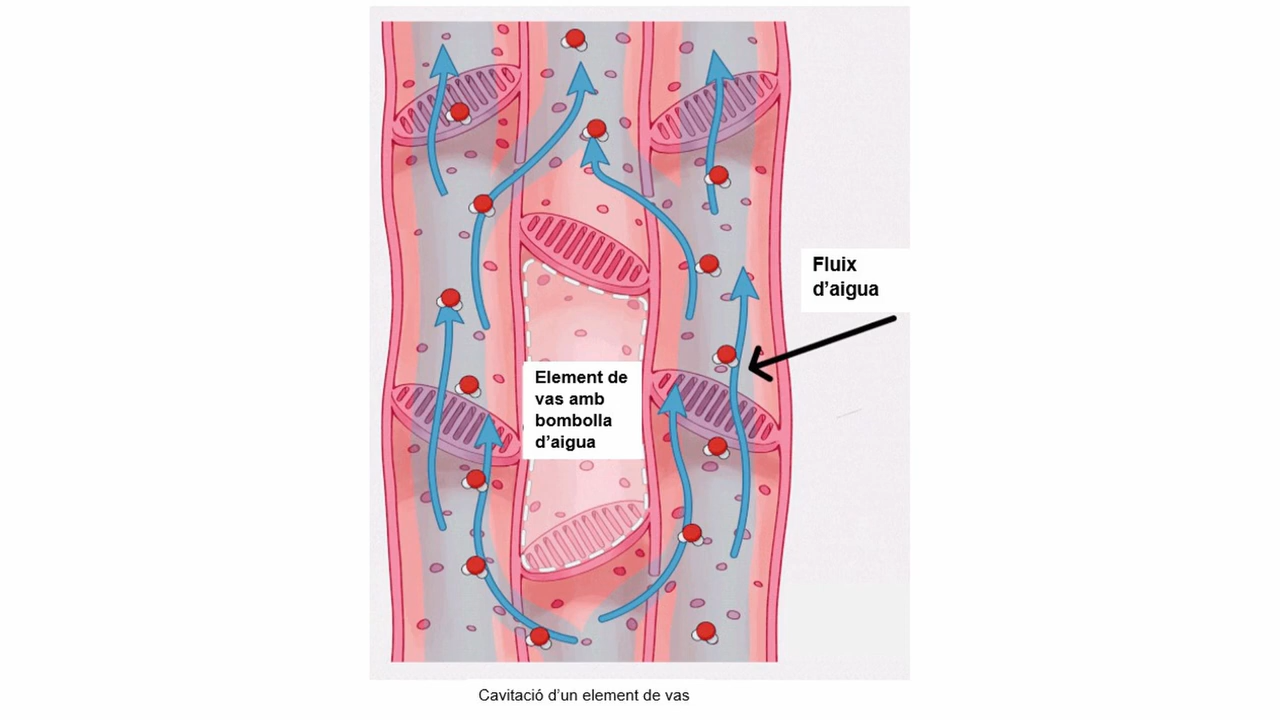 Fluix
d’aigua
Element de
vas amb
bombolla
d’aigua
Cavitació d’un element de vas